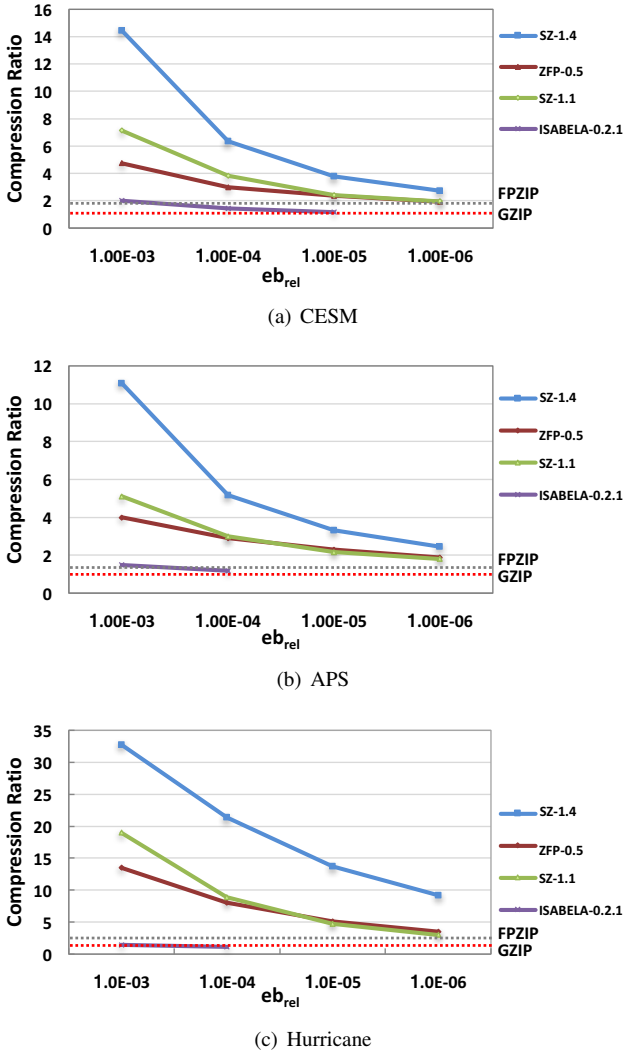 16
14
12
10
8
6
4
2
0
Compression Ratio
1.00E-03 1.00E-04 1.00E-05 1.00E-06
eb_rel
SZ-1.4
ZFP-0.5
SZ-1.1
ISABELA-0.2.1
FPZIP
GZIP
(a) CESM
12
10
8
6
4
2
0
Compression Ratio
1.00E-03 1.00E-04 1.00E-05 1.00E-06
eb_rel
SZ-1.4
ZFP-0.5
SZ-1.1
ISABELA-0.2.1
FPZIP
GZIP
(b) APS
35
30
25
20
15
10
5
0
Compression Ratio
1.0E-03 1.0E-04 1.0E-05 1.0E-06
eb_rel
SZ-1.4
ZFP-0.5
SZ-1.1
ISABELA-0.2.1
FPZIP
GZIP
(c) Hurricane